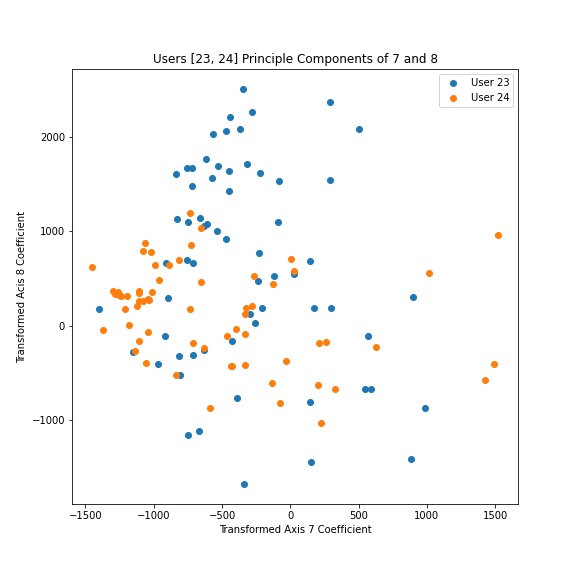 Users [23, 24] Principle Components of 7 and 8
User 23
User 24
Transformed Acis 8 Coefficient
2000
1000
0
−1000
−1500
−1000
−500
0
500
1000
1500
Transformed Axis 7 Coefficient